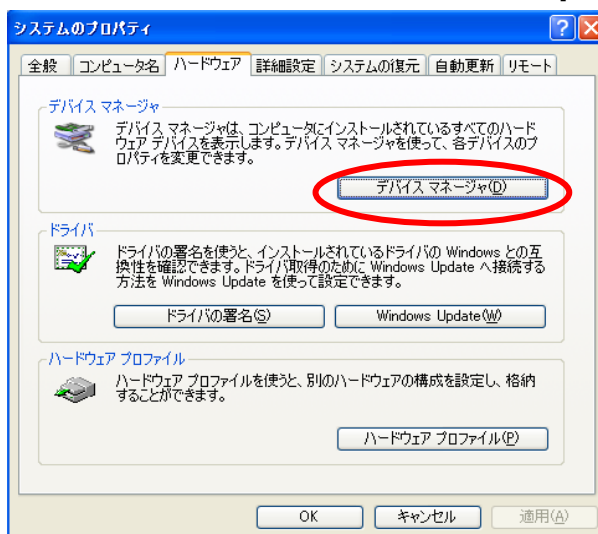 システムのプロパティ
全般 コンピュータ名 ハードウェア 詳細設定 システムの復元 自動更新 リモート
デバイス マネージャ
デバイス マネージャは、コンピュータにインストールされているすべてのハード
ウェア デバイスを表示します。デバイス マネージャを使って、各デバイスのプ
ロパティを変更できます。
デバイス マネージャ(D)
ドライバ
ドライバの署名を使うと、インストールされているドライバの Windows との互
換性を確認できます。ドライバ取得のために Windows Update へ接続する
方法を Windows Update を使って設定できます。
ドライバの署名(S) Windows Update(W)
ハードウェア プロファイル
ハードウェア プロファイルを使うと、別のハードウェアの構成を設定し、格納
することができます。
ハードウェア プロファイル(P)
OK キャンセル 適用(A)